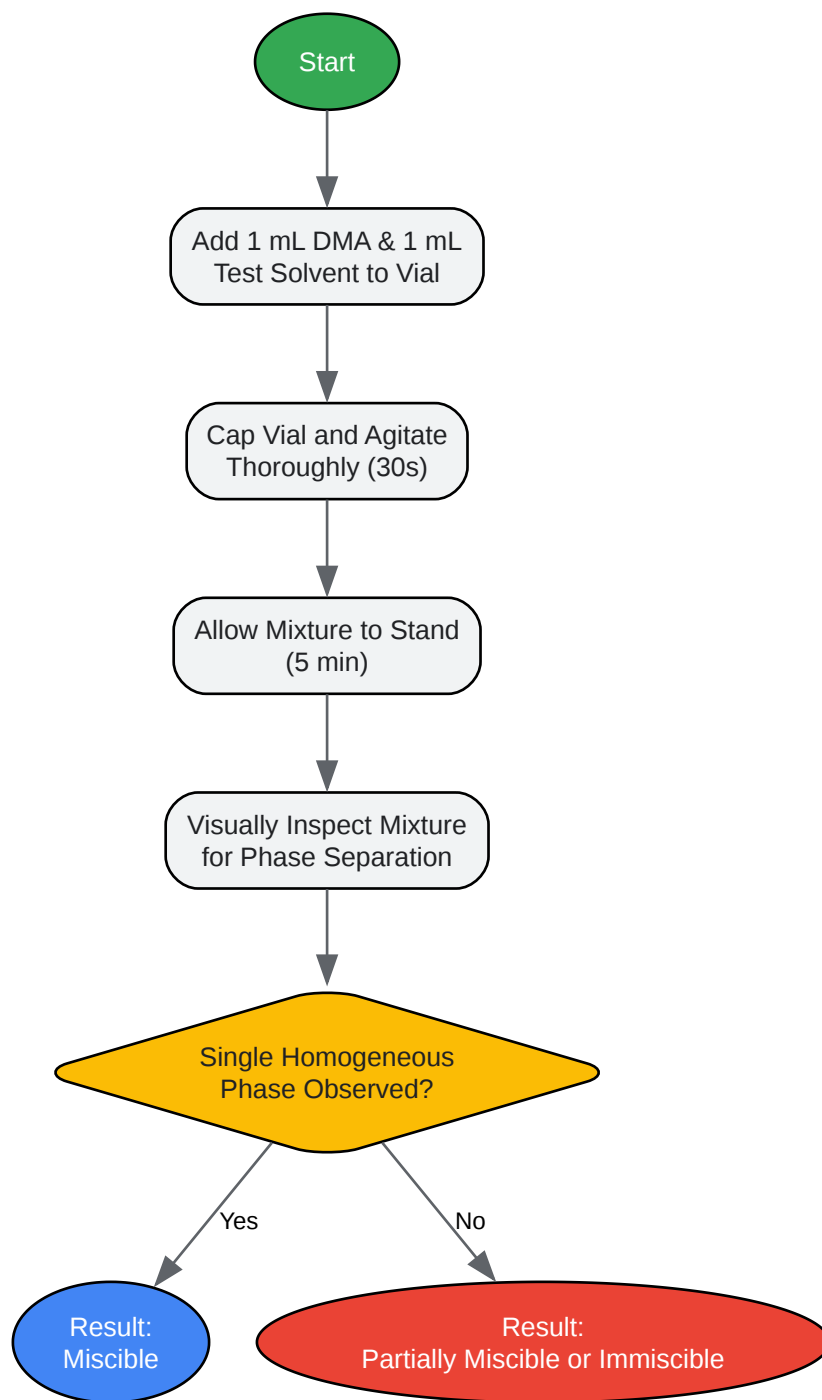 Start
Add 1 mL DMA & 1 mL
Test Solvent to Vial
Cap Vial and Agitate
Thoroughly (30s)
Allow Mixture to Stand
(5 min)
Visually Inspect Mixture
for Phase Separation
Single Homogeneous
Phase Observed?
Yes
No
Result:
Miscible
Result:
Partially Miscible or Immiscible